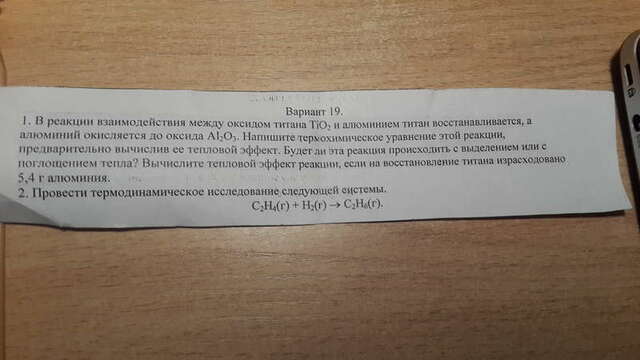 Вариант 19.
1. В реакции взаимодействия между оксидом титана TiO₂ и алюминием титан восстанавливается, а
алюминий окисляется до оксида Al₂O₃. Напишите термохимическое уравнение этой реакции,
предварительно вычислив ее тепловой эффект. Будет ли эта реакция происходить с выделением или с
поглощением тепла? Вычислите тепловой эффект реакции, если на восстановление титана израсходовано
5,4 г алюминия.
2. Провести термодинамическое исследование следующей системы.
C₂H₄(г) + H₂(г) → C₂H₆(г).